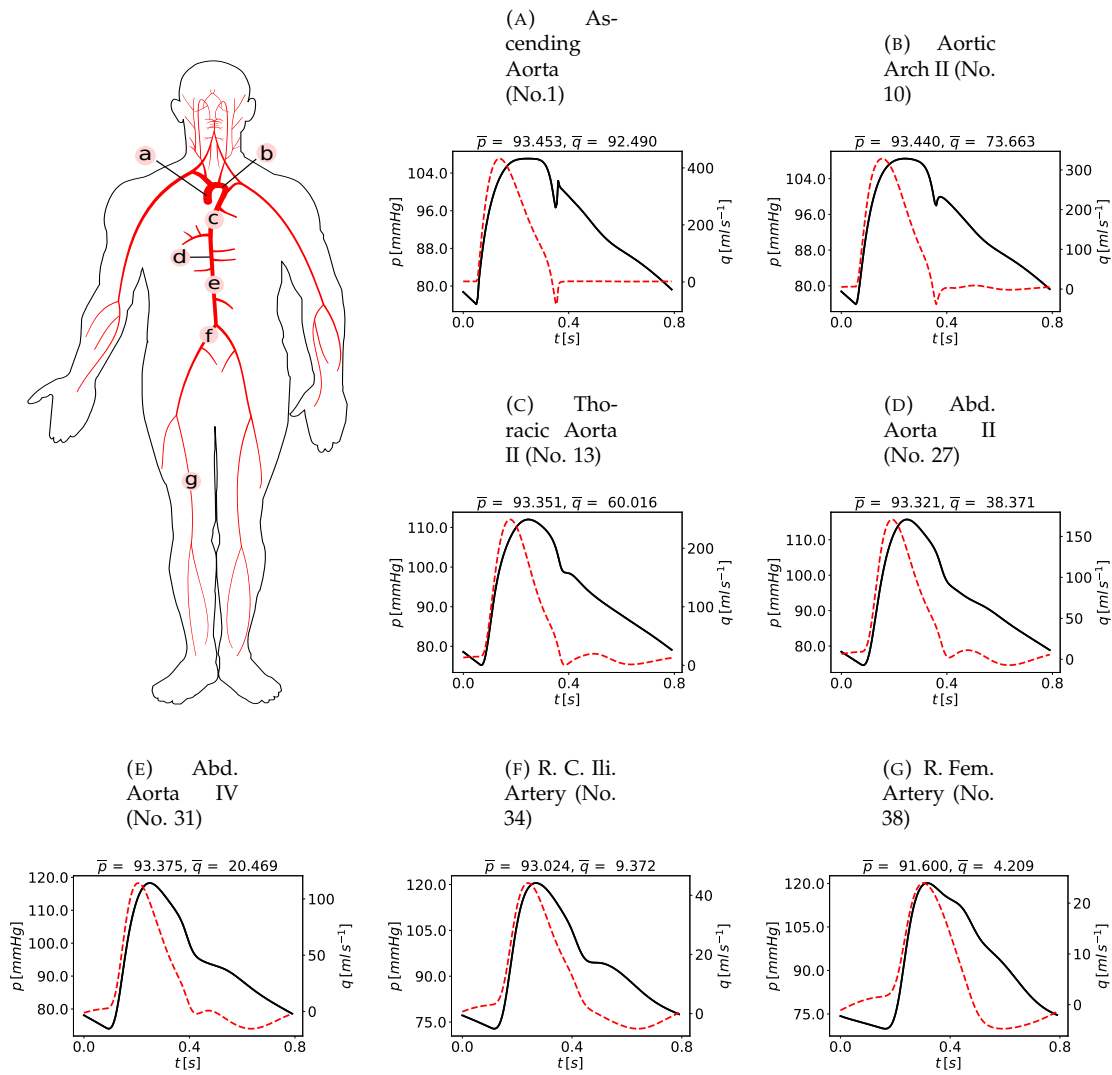 (A) As-
cending
Aorta
(No.1)
(B) Aortic
Arch II (No.
10)
a
b
c
d
e
f
g
p̅ = 93.453, q̅ = 92.490
104.0
96.0
88.0
80.0
p [mmHg]
400
200
0
q [ml s⁻¹]
0.0
0.4
0.8
t [s]
p̅ = 93.440, q̅ = 73.663
104.0
96.0
88.0
80.0
p [mmHg]
300
200
100
0
q [ml s⁻¹]
0.0
0.4
0.8
t [s]
(C) Tho-
racic Aorta
II (No. 13)
(D) Abd.
Aorta II
(No. 27)
p̅ = 93.351, q̅ = 60.016
110.0
100.0
90.0
80.0
p [mmHg]
200
100
0
q [ml s⁻¹]
0.0
0.4
0.8
t [s]
p̅ = 93.321, q̅ = 38.371
110.0
100.0
90.0
80.0
p [mmHg]
150
100
50
0
q [ml s⁻¹]
0.0
0.4
0.8
t [s]
(E) Abd.
Aorta IV
(No. 31)
(F) R. C. Ili.
Artery (No.
34)
(G) R. Fem.
Artery (No.
38)
p̅ = 93.375, q̅ = 20.469
120.0
110.0
100.0
90.0
80.0
p [mmHg]
100
50
0
q [ml s⁻¹]
0.0
0.4
0.8
t [s]
p̅ = 93.024, q̅ = 9.372
120.0
105.0
90.0
75.0
p [mmHg]
40
20
0
q [ml s⁻¹]
0.0
0.4
0.8
t [s]
p̅ = 91.600, q̅ = 4.209
120.0
105.0
90.0
75.0
p [mmHg]
20
10
0
q [ml s⁻¹]
0.0
0.4
0.8
t [s]